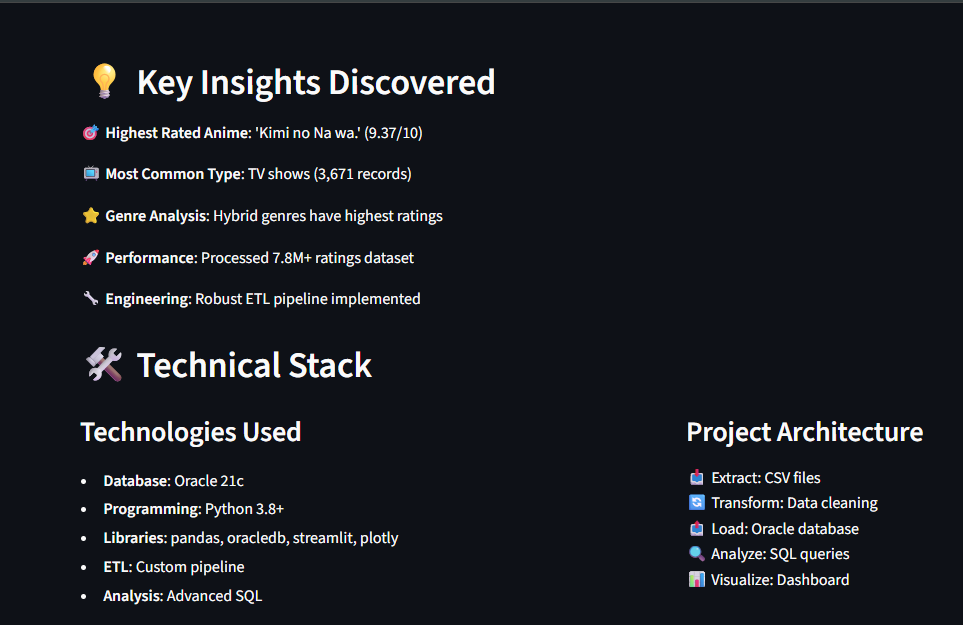 Key Insights Discovered
Highest Rated Anime: 'Kimi no Na wa.' (9.37/10)
Most Common Type: TV shows (3,671 records)
Genre Analysis: Hybrid genres have highest ratings
Performance: Processed 7.8M+ ratings dataset
Engineering: Robust ETL pipeline implemented
Technical Stack
Technologies Used
• Database: Oracle 21c
• Programming: Python 3.8+
• Libraries: pandas, oracledb, streamlit, plotly
• ETL: Custom pipeline
• Analysis: Advanced SQL
Project Architecture
Extract: CSV files
Transform: Data cleaning
Load: Oracle database
Analyze: SQL queries
Visualize: Dashboard